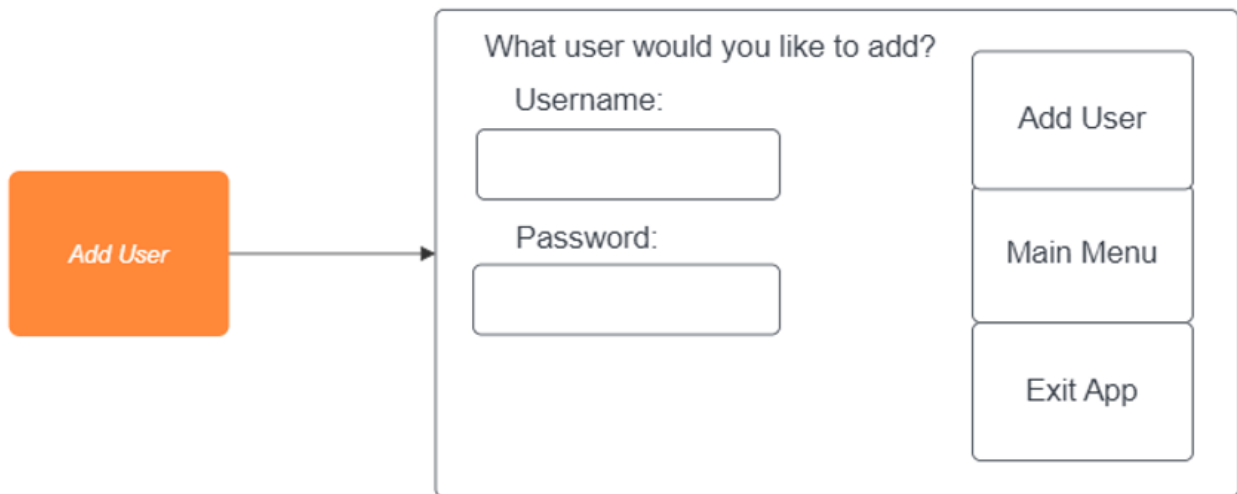 Add User
What user would you like to add?
Username:
Password:
Add User
Main Menu
Exit App